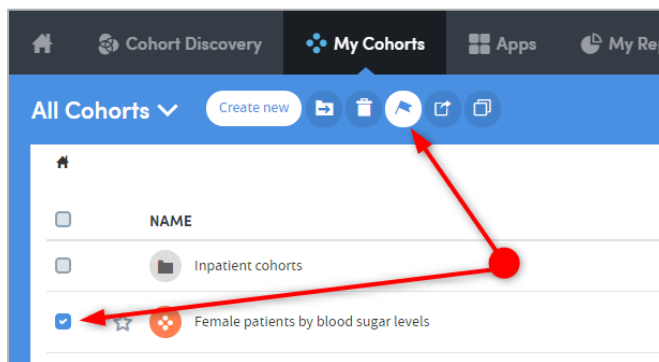 Cohort Discovery My Cohorts Apps My Re
All Cohorts Create new
NAME
Inpatient cohorts
Female patients by blood sugar levels